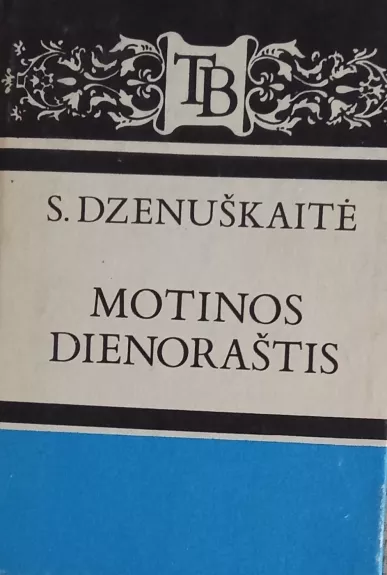 TB
S. DZENUŠKAITĖ
MOTINOS
DIENORAŠTIS